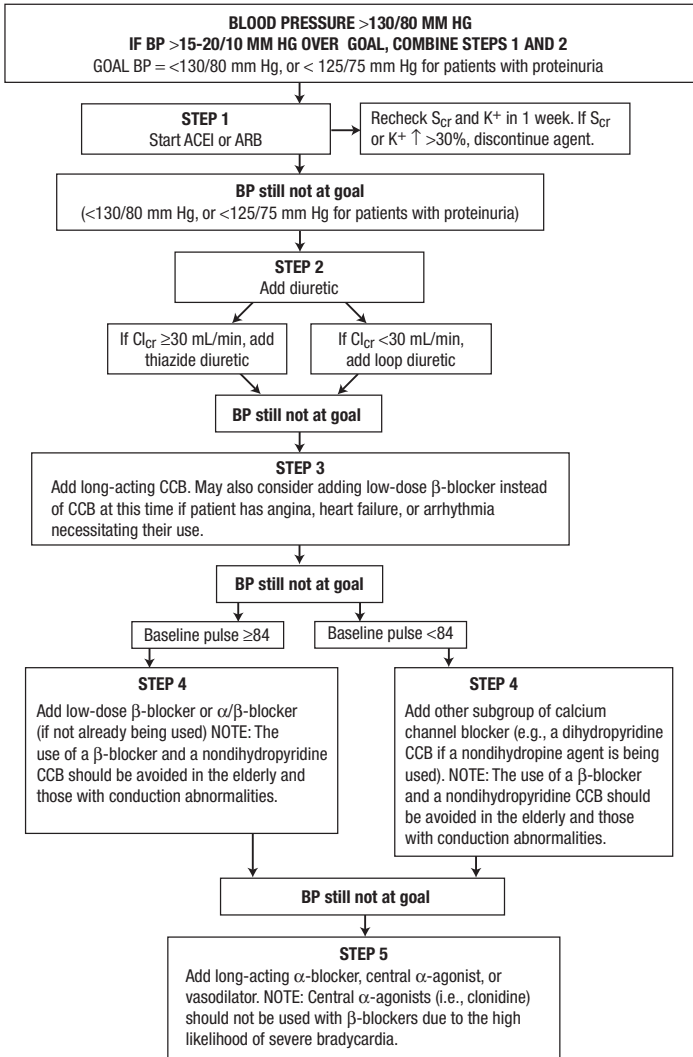 BLOOD PRESSURE >130/80 MM HG
IF BP >15-20/10 MM HG OVER GOAL, COMBINE STEPS 1 AND 2
GOAL BP = <130/80 mm Hg, or < 125/75 mm Hg for patients with proteinuria
STEP 1
Start ACEI or ARB
Recheck Scr and K+ in 1 week. If Scr
or K+ ↑ >30%, discontinue agent.
BP still not at goal
(<130/80 mm Hg, or <125/75 mm Hg for patients with proteinuria)
STEP 2
Add diuretic
If Clcr ≥30 mL/min, add
thiazide diuretic
If Clcr <30 mL/min,
add loop diuretic
BP still not at goal
STEP 3
Add long-acting CCB. May also consider adding low-dose β-blocker instead
of CCB at this time if patient has angina, heart failure, or arrhythmia
necessitating their use.
BP still not at goal
Baseline pulse ≥84
Baseline pulse <84
STEP 4
Add low-dose β-blocker or α/β-blocker
(if not already being used) NOTE: The
use of a β-blocker and a nondihydropyridine
CCB should be avoided in the elderly and
those with conduction abnormalities.
STEP 4
Add other subgroup of calcium
channel blocker (e.g., a dihydropyridine
CCB if a nondihydropine agent is being
used). NOTE: The use of a β-blocker
and a nondihydropyridine CCB should
be avoided in the elderly and those
with conduction abnormalities.
BP still not at goal
STEP 5
Add long-acting α-blocker, central α-agonist, or
vasodilator. NOTE: Central α-agonists (i.e., clonidine)
should not be used with β-blockers due to the high
likelihood of severe bradycardia.